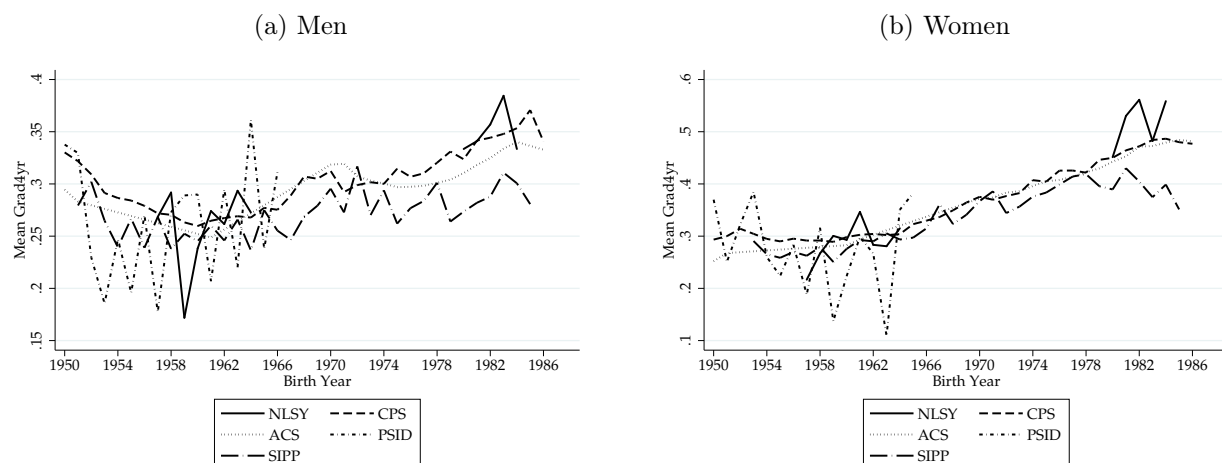 (a) Men
Mean Grad4yr
.4
.35
.3
.25
.2
.15
1950 1954 1958 1962 1966 1970 1974 1978 1982 1986
Birth Year
NLSY CPS
ACS PSID
SIPP
(b) Women
Mean Grad4yr
.6
.5
.4
.3
.2
.1
1950 1954 1958 1962 1966 1970 1974 1978 1982 1986
Birth Year
NLSY CPS
ACS PSID
SIPP